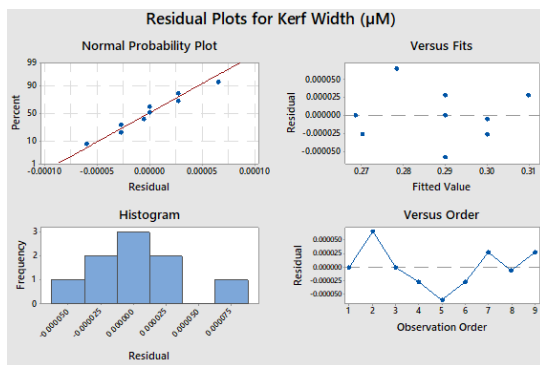 Residual Plots for Kerf Width (µM)
Normal Probability Plot
Percent
99
90
50
10
1
-0.00010 -0.00005 0.00000 0.00005 0.00010
Residual
Versus Fits
Residual
0.000050
0.000025
0.000000
-0.000025
-0.000050
0.27 0.28 0.29 0.30 0.31
Fitted Value
Histogram
Frequency
3
2
1
0
-0.000050 -0.000025 0.000000 0.000025 0.000050 0.000075
Residual
Versus Order
Residual
0.000050
0.000025
0.000000
-0.000025
-0.000050
1 2 3 4 5 6 7 8 9
Observation Order